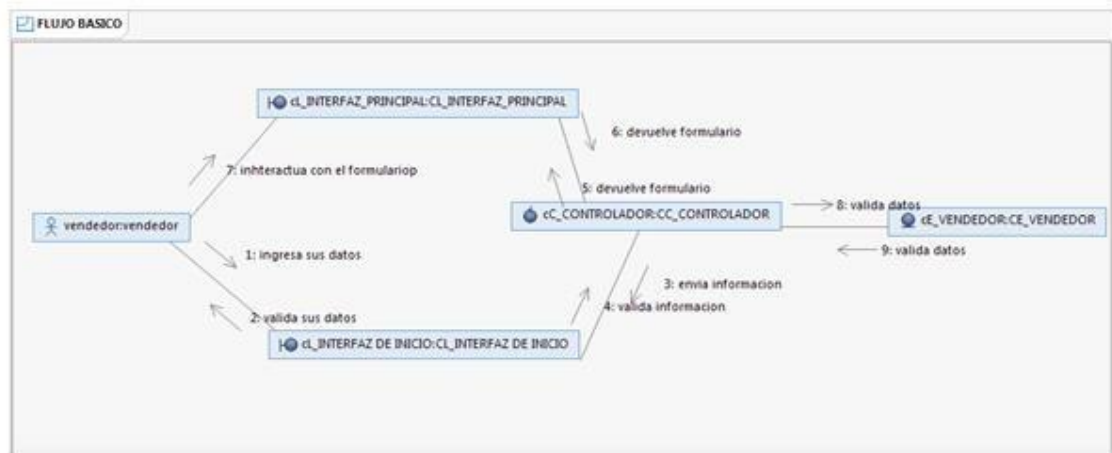 FLUJO BASICO
cL_INTERFAZ_PRINCIPAL:CL_INTERFAZ_PRINCIPAL
6: devuelve formulario
7: inhteractua con el formulariop
5: devuelve formulario
cC_CONTROLADOR:CC_CONTROLADOR
8: valida datos
vendedor:vendedor
cE_VENDEDOR:CE_VENDEDOR
1: ingresa sus datos
9: valida datos
3: envia informacion
4: valida informacion
2: valida sus datos
cL_INTERFAZ DE INICIO:CL_INTERFAZ DE INICIO